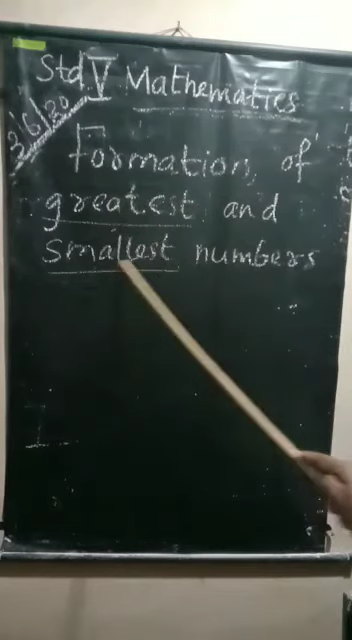 Std V Mathematics
3/6/20
Formation of
greatest and
smallest numbers